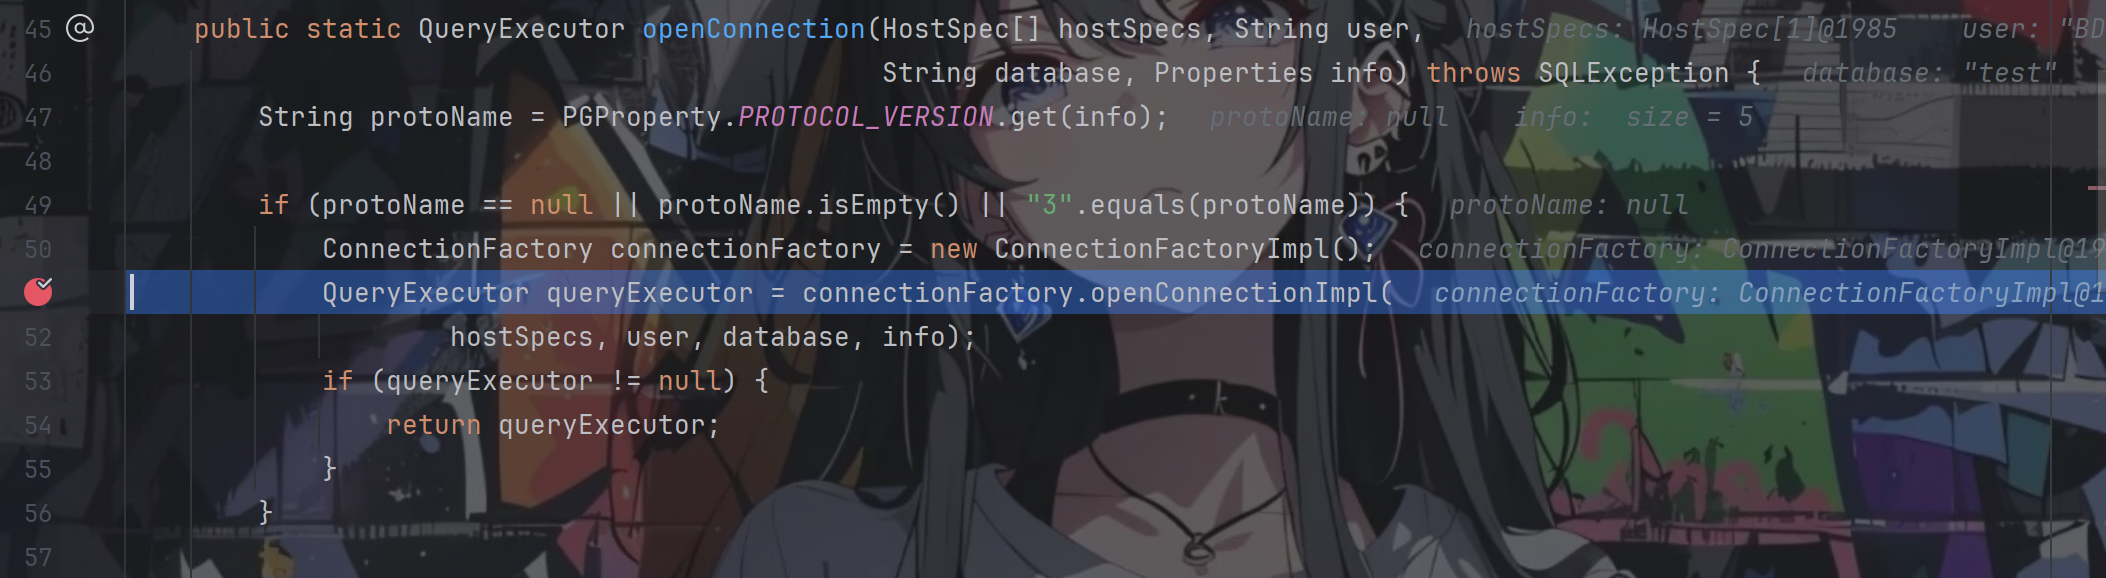 45 @ public static QueryExecutor openConnection(HostSpec[] hostSpecs, String user, hostSpecs: HostSpec[1]@1985 user: "BD
46 String database, Properties info) throws SQLException { database: "test"
47 String protoName = PGProperty.PROTOCOL_VERSION.get(info); protoName: null info: size = 5
48
49 if (protoName == null || protoName.isEmpty() || "3".equals(protoName)) { protoName: null
50 ConnectionFactory connectionFactory = new ConnectionFactoryImpl(); connectionFactory: ConnectionFactoryImpl@19
QueryExecutor queryExecutor = connectionFactory.openConnectionImpl( connectionFactory: ConnectionFactoryImpl@1
52 hostSpecs, user, database, info);
53 if (queryExecutor != null) {
54 return queryExecutor;
55 }
56 }
57